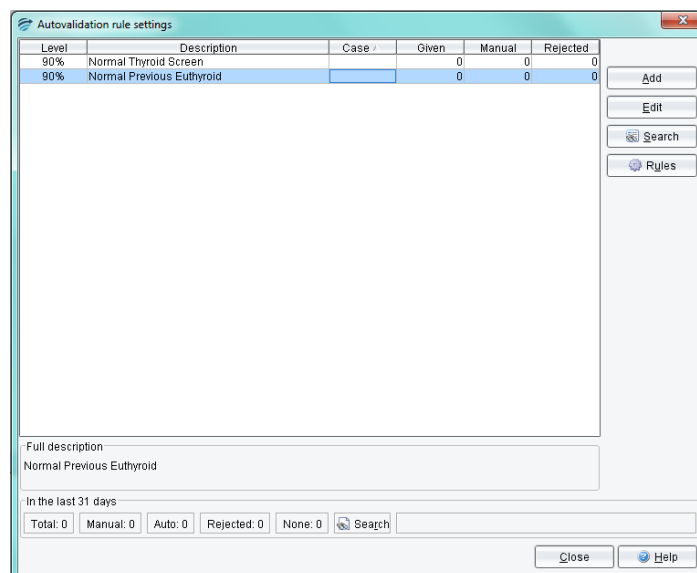 Autovalidation rule settings
Level Description Case / Given Manual Rejected
90% Normal Thyroid Screen 0 0 0
90% Normal Previous Euthyroid 0 0 0
Add
Edit
Search
Rules
Full description
Normal Previous Euthyroid
In the last 31 days
Total: 0 Manual: 0 Auto: 0 Rejected: 0 None: 0 Search
Close Help